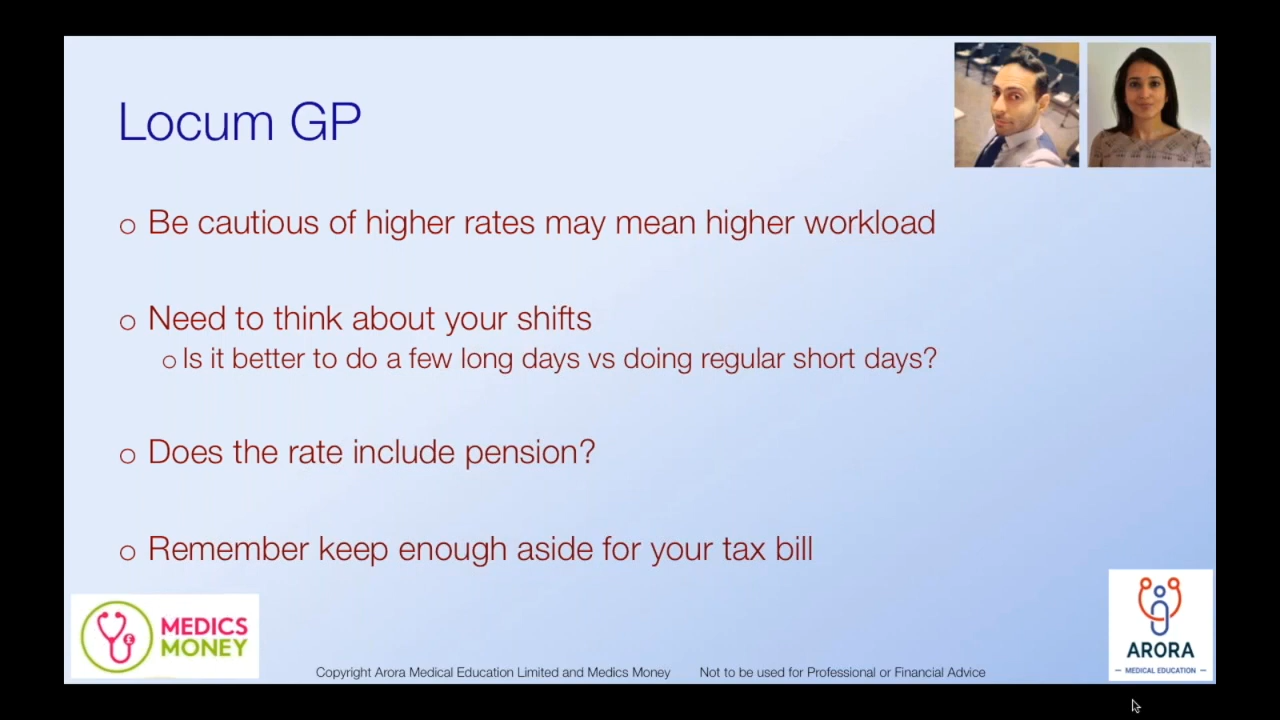 Locum GP
o Be cautious of higher rates may mean higher workload
o Need to think about your shifts
o Is it better to do a few long days vs doing regular short days?
o Does the rate include pension?
o Remember keep enough aside for your tax bill
MEDICS
MONEY
ARORA
– MEDICAL EDUCATION –
Copyright Arora Medical Education Limited and Medics Money Not to be used for Professional or Financial Advice